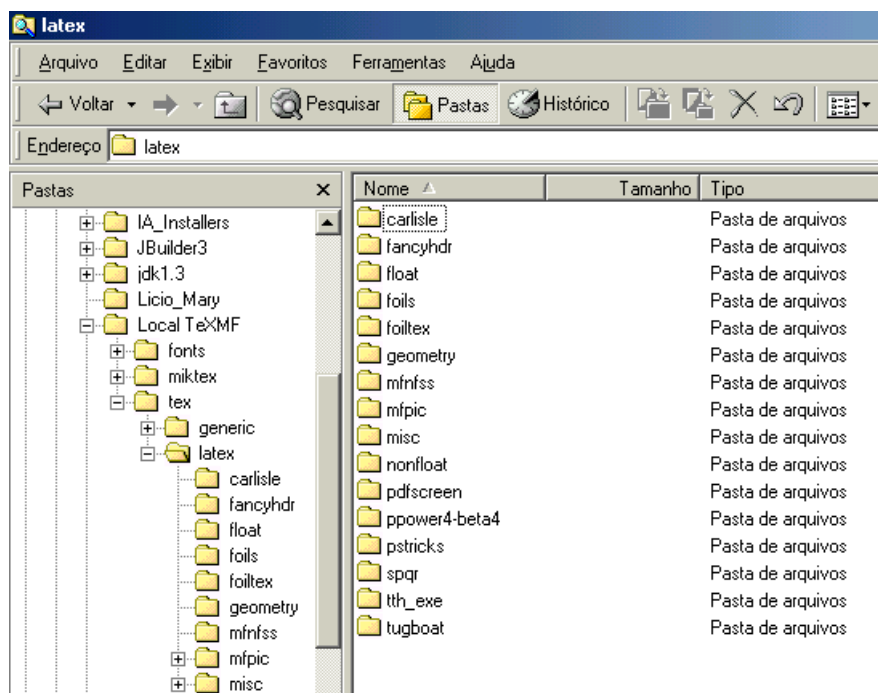 latex
Arquivo Editar Exibir Favoritos Ferramentas Ajuda
Voltar Pesquisar Pastas Histórico
Endereço latex
Pastas
IA_Installers
JBuilder3
jdk1.3
Licio_Mary
Local TeXMF
fonts
miktex
tex
generic
latex
carlisle
fancyhdr
float
foils
foiltex
geometry
mfnfss
mfpic
misc
Nome Tamanho Tipo
carlisle Pasta de arquivos
fancyhdr Pasta de arquivos
float Pasta de arquivos
foils Pasta de arquivos
foiltex Pasta de arquivos
geometry Pasta de arquivos
mfnfss Pasta de arquivos
mfpic Pasta de arquivos
misc Pasta de arquivos
nonfloat Pasta de arquivos
pdfscreen Pasta de arquivos
ppower4-beta4 Pasta de arquivos
pstricks Pasta de arquivos
spqr Pasta de arquivos
tth_exe Pasta de arquivos
tugboat Pasta de arquivos